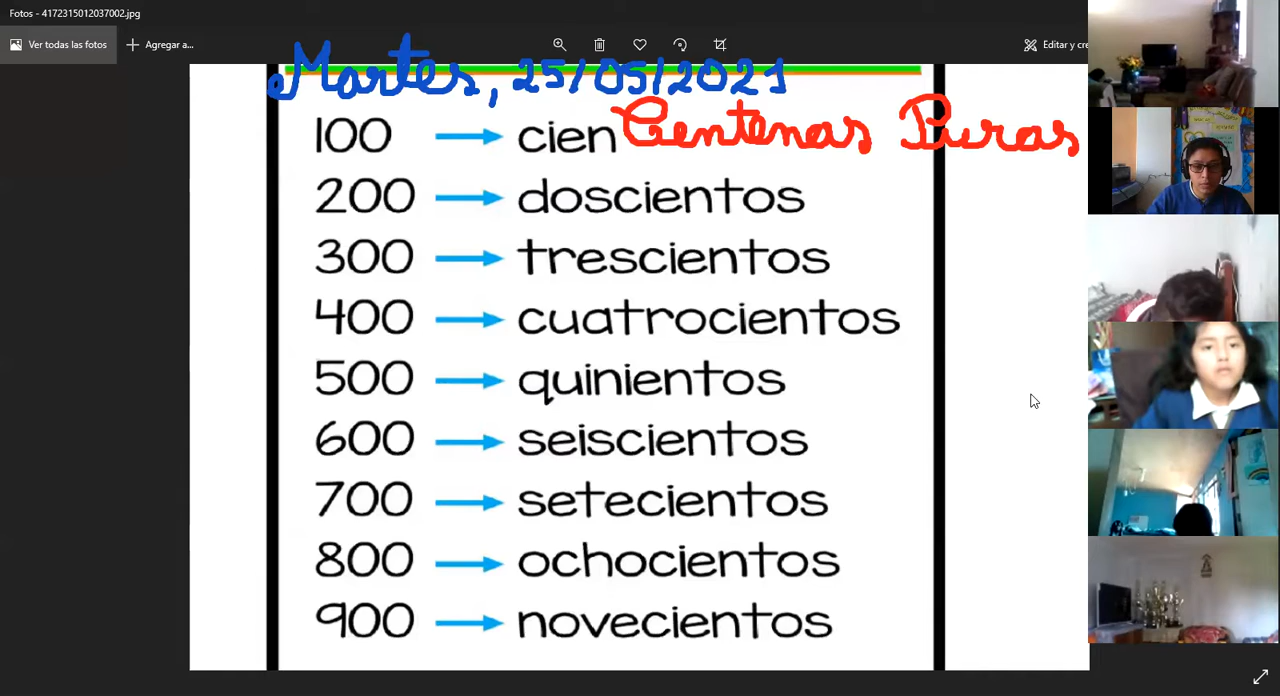 Fotos - 4172315012037002.jpg
Ver todas las fotos
Agregar a...
Editar y cre
Martes, 25/05/2021
Centenas Puras
100 → cien
200 → doscientos
300 → trescientos
400 → cuatrocientos
500 → quinientos
600 → seiscientos
700 → setecientos
800 → ochocientos
900 → novecientos